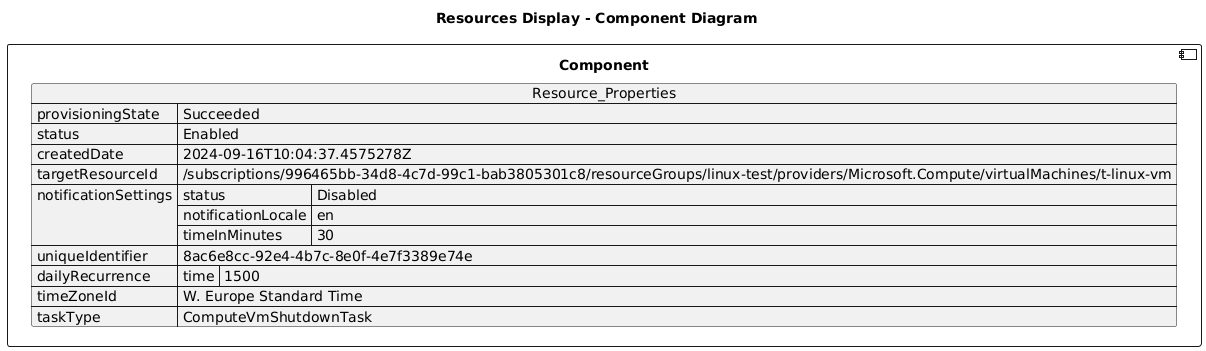 Resources Display - Component Diagram
Component
Resource_Properties
provisioningState Succeeded
status Enabled
createdDate 2024-09-16T10:04:37.4575278Z
targetResourceId /subscriptions/996465bb-34d8-4c7d-99c1-bab3805301c8/resourceGroups/linux-test/providers/Microsoft.Compute/virtualMachines/t-linux-vm
notificationSettings status Disabled
notificationLocale en
timeInMinutes 30
uniqueIdentifier 8ac6e8cc-92e4-4b7c-8e0f-4e7f3389e74e
dailyRecurrence time 1500
timeZoneId W. Europe Standard Time
taskType ComputeVmShutdownTask